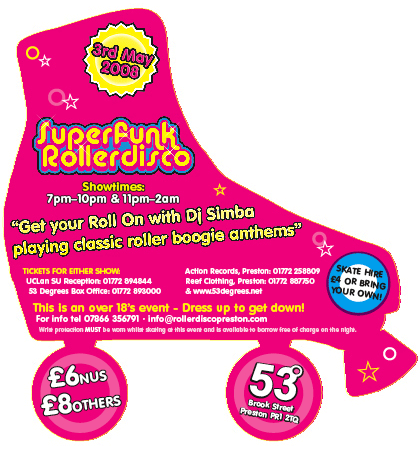 3rd May
2008
SuperFunk
Rollerdisco
Showtimes:
7pm–10pm & 11pm–2am
“Get your Roll On with Dj Simba
playing classic roller boogie anthems”
TICKETS FOR EITHER SHOW:
UCLan SU Reception: 01772 894844
53 Degrees Box Office: 01772 893000
Action Records, Preston: 01772 258809
Reef Clothing, Preston: 01772 887750
& www.53degrees.net
SKATE HIRE
£4 OR BRING
YOUR OWN!
This is an over 18's event - Dress up to get down!
For info tel 07866 356791 • info@rollerdiscopreston.com
Write protection MUST be worn whilst skating at this event and is available to borrow free of charge on the night.
£6NUS
£8OTHERS
53°
Brook Street
Preston PR1 2TQ